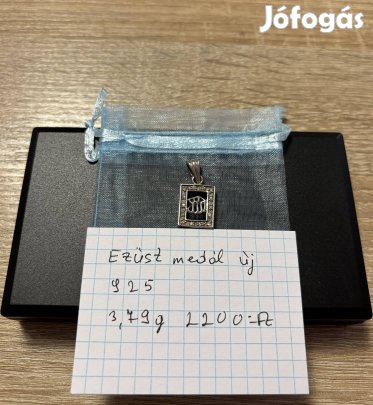 Jófogás
Ezüst medál új
925
3,79g 2200=Ft